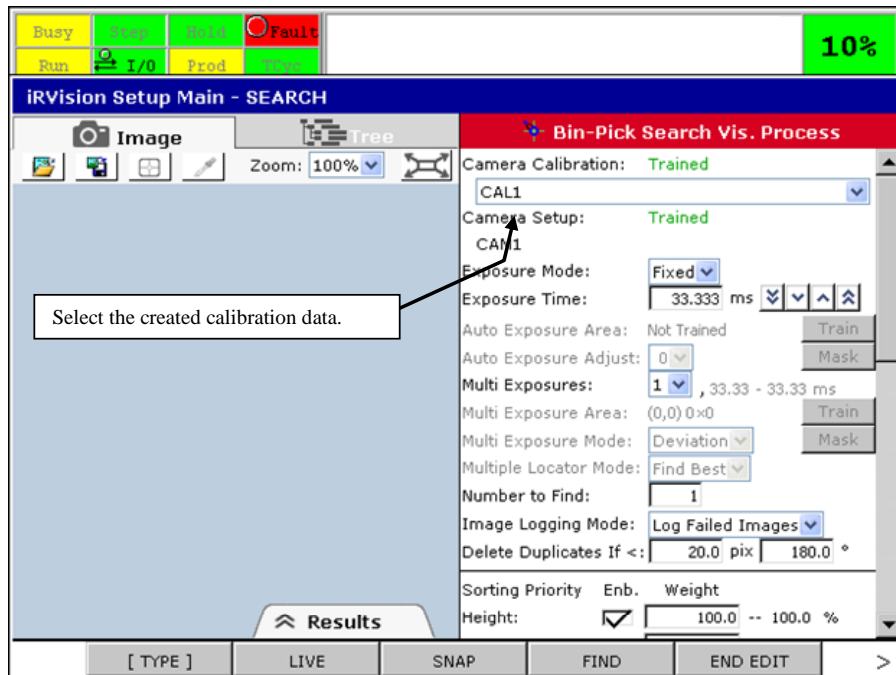 Busy Step Hold Fault
Run I/O Prod TCyc
10%
iRVision Setup Main - SEARCH
Image Tree
Bin-Pick Search Vis. Process
Zoom: 100%
Camera Calibration: Trained
CAL1
Camera Setup: Trained
CAM1
Exposure Mode: Fixed
Exposure Time: 33.333 ms
Select the created calibration data.
Auto Exposure Area: Not Trained Train
Auto Exposure Adjust: 0 Mask
Multi Exposures: 1 , 33.33 - 33.33 ms
Multi Exposure Area: (0,0) 0×0 Train
Multi Exposure Mode: Deviation Mask
Multiple Locator Mode: Find Best
Number to Find: 1
Image Logging Mode: Log Failed Images
Delete Duplicates If <: 20.0 pix 180.0 °
Sorting Priority Enb. Weight
Height: 100.0 -- 100.0 %
Results
[ TYPE ] LIVE SNAP FIND END EDIT >